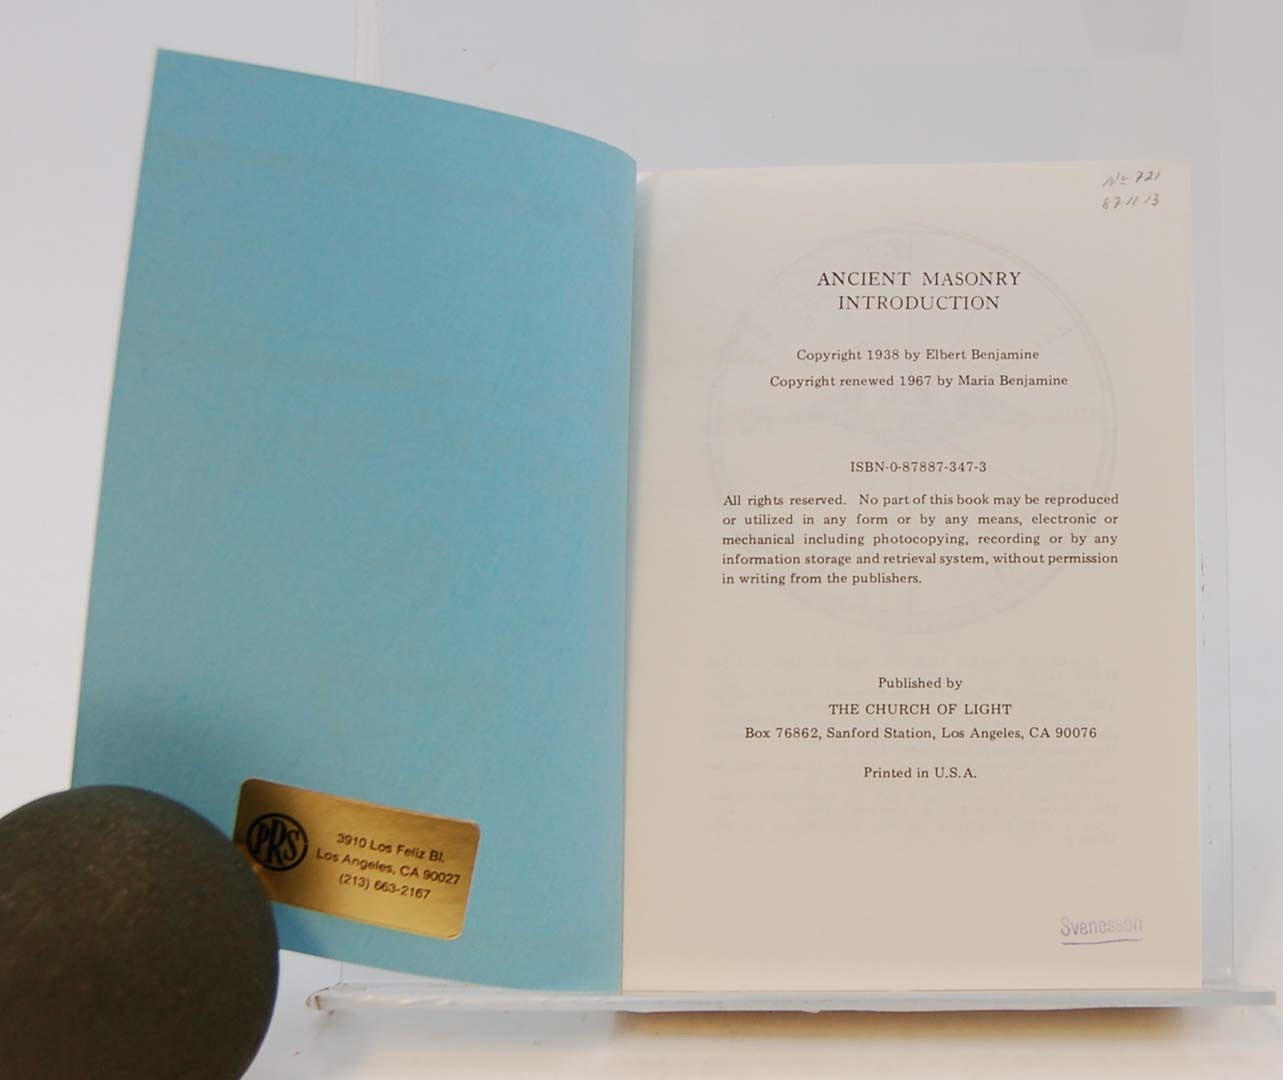 PRS
3910 Los Feliz Bl.
Los Angeles, CA 90027
(213) 663-2167
No 721
87 11 13
ANCIENT MASONRY
INTRODUCTION
Copyright 1938 by Elbert Benjamine
Copyright renewed 1967 by Maria Benjamine
ISBN-0-87887-347-3
All rights reserved. No part of this book may be reproduced
or utilized in any form or by any means, electronic or
mechanical including photocopying, recording or by any
information storage and retrieval system, without permission
in writing from the publishers.
Published by
THE CHURCH OF LIGHT
Box 76862, Sanford Station, Los Angeles, CA 90076
Printed in U.S.A.
Svenesson